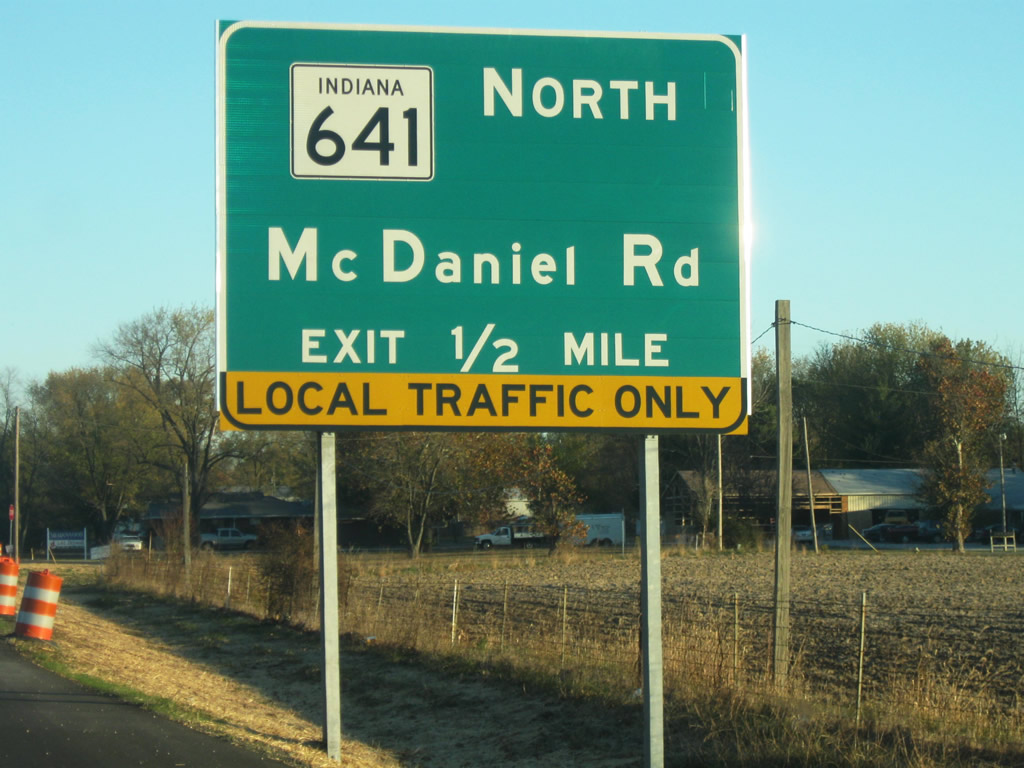 INDIANA
641
NORTH
McDaniel Rd
EXIT 1/2 MILE
LOCAL TRAFFIC ONLY